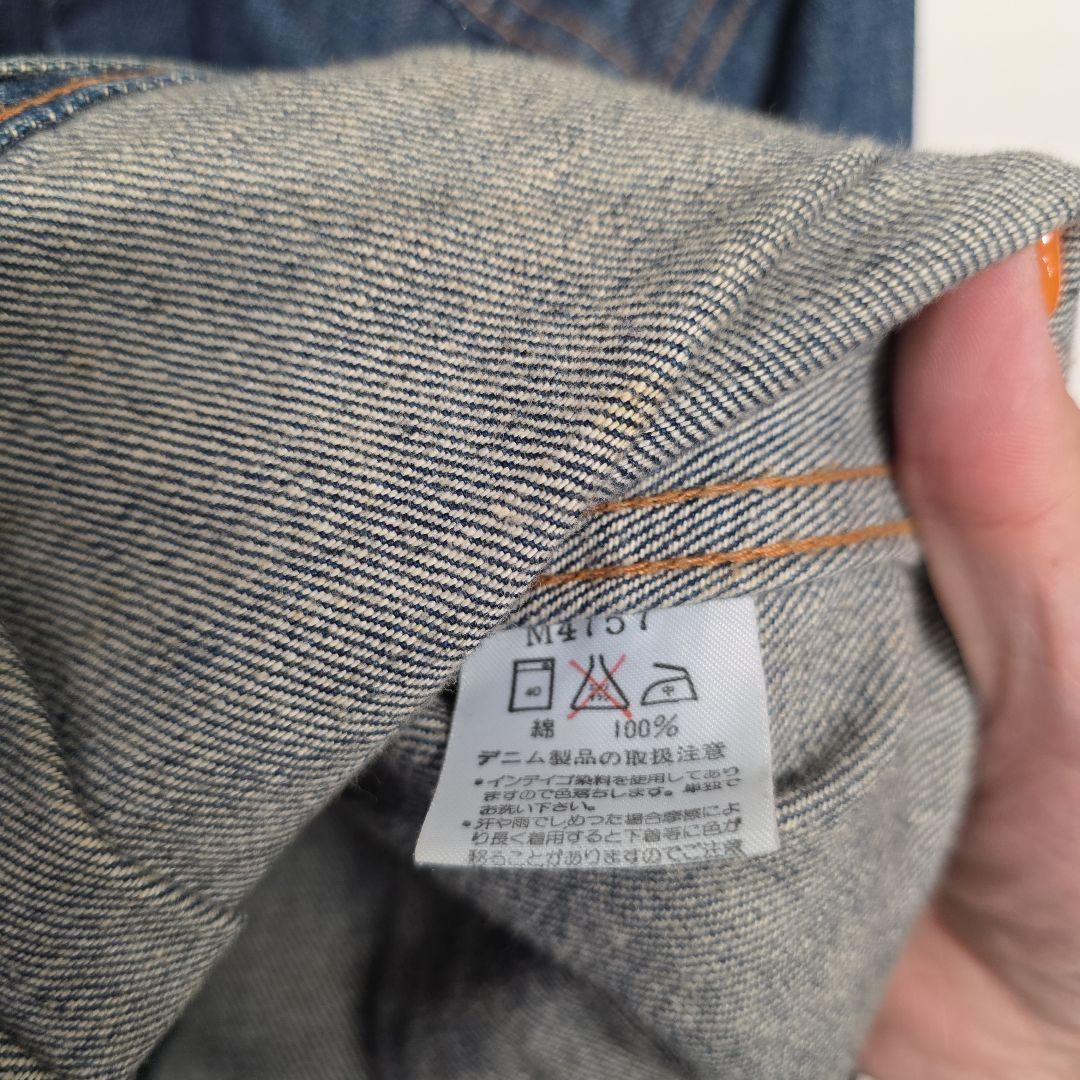 M4757
40 中
綿 100%
デニム製品の取扱注意
•インディゴ染料を使用してあり
ますので色落ちします。単独で
お洗い下さい。
•汗や雨でしめつた場合摩擦によ
り長く着用すると下着等に色が
移ることがありますのでご注意